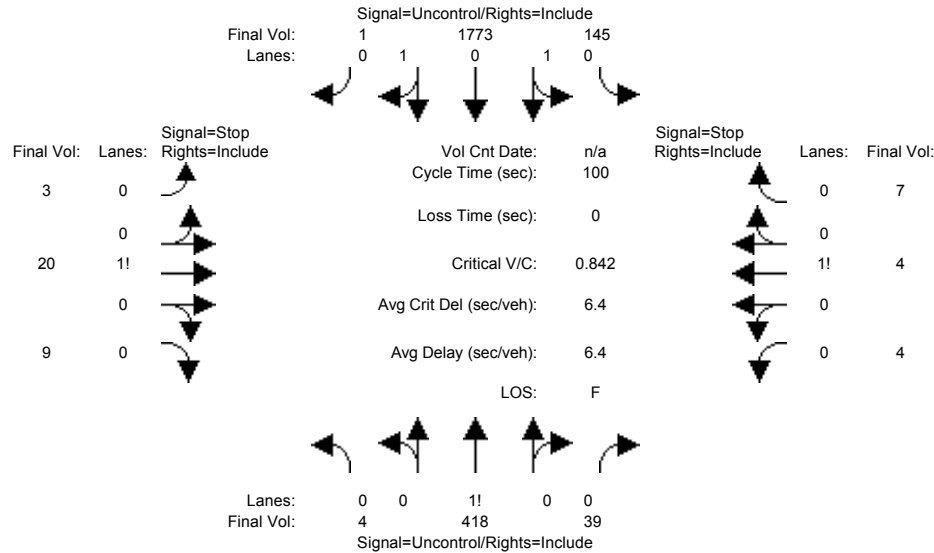 Signal=Uncontrol/Rights=Include
Final Vol: 1 1773 145
Lanes: 0 1 0 1 0
Signal=Stop Signal=Stop
Final Vol: Lanes: Rights=Include Vol Cnt Date: n/a Rights=Include Lanes: Final Vol:
Cycle Time (sec): 100
3 0 0 7
Loss Time (sec): 0
0 0
20 1! Critical V/C: 0.842 1! 4
0 Avg Crit Del (sec/veh): 6.4 0
9 0 Avg Delay (sec/veh): 6.4 0 4
LOS: F
Lanes: 0 0 1! 0 0
Final Vol: 4 418 39
Signal=Uncontrol/Rights=Include